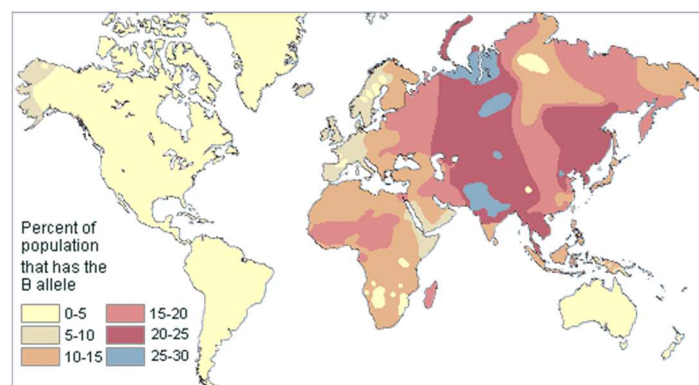 Percent of
population
that has the
B allele
0-5
15-20
5-10
20-25
10-15
25-30